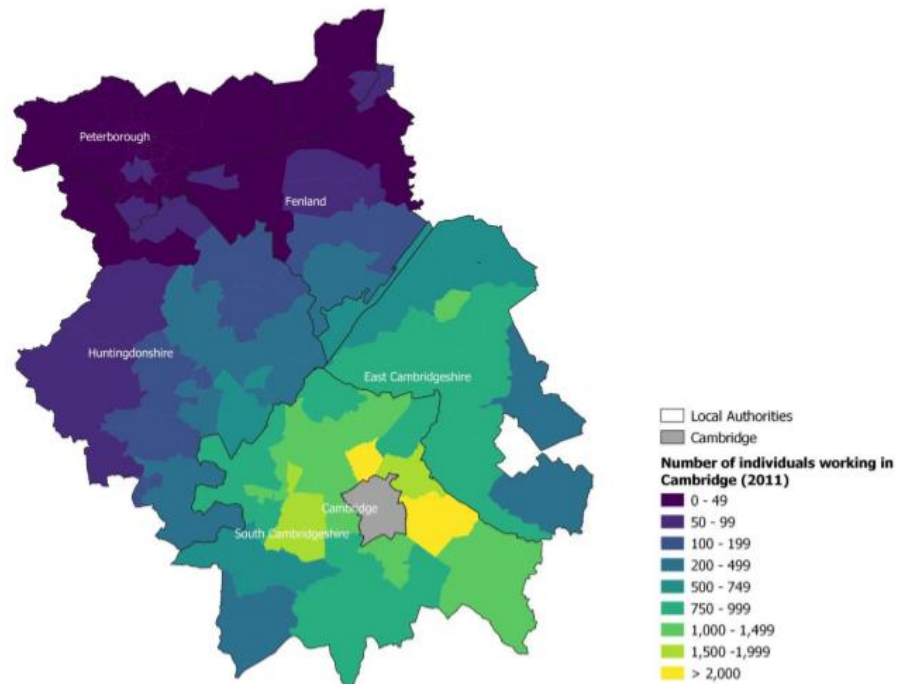 Peterborough
Fenland
Huntingdonshire
East Cambridgeshire
Cambridge
South Cambridgeshire
Local Authorities
Cambridge
Number of individuals working in
Cambridge (2011)
0 - 49
50 - 99
100 - 199
200 - 499
500 - 749
750 - 999
1,000 - 1,499
1,500 -1,999
> 2,000